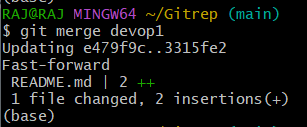 (base)
RAJ@RAJ MINGW64 ~/Gitrep (main)
$ git merge devop1
Updating e479f9c..3315fe2
Fast-forward
 README.md | 2 ++
 1 file changed, 2 insertions(+)
(base)